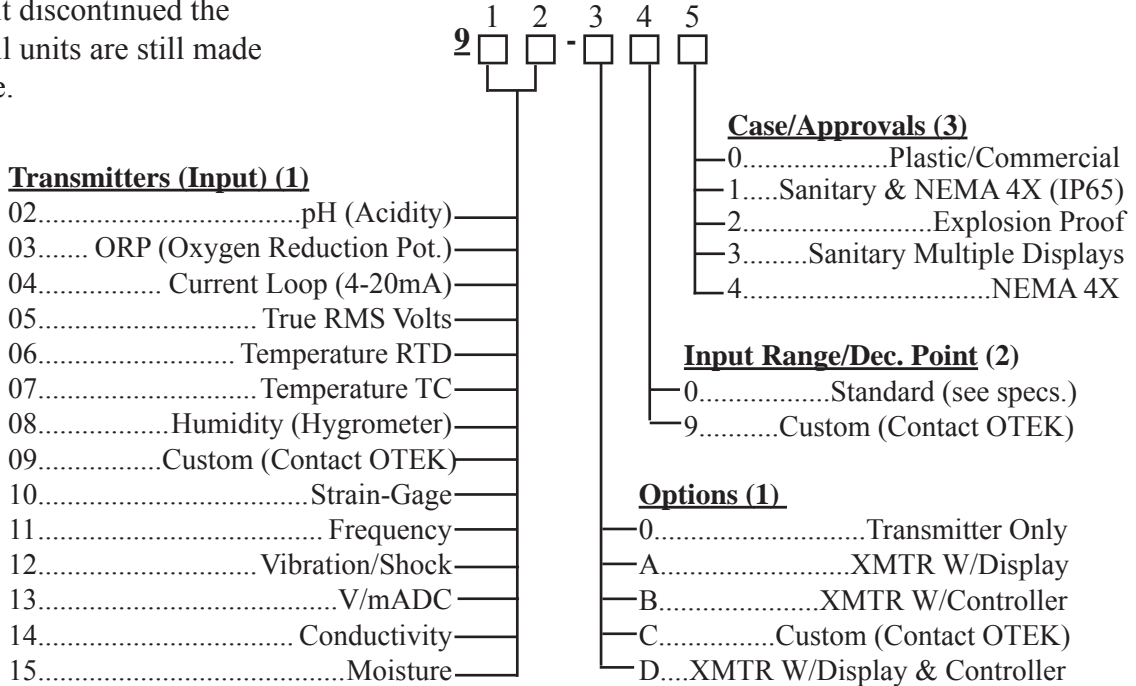 t discontinued the
l units are still made
e.
1 2 3 4 5
9 -
Transmitters (Input) (1)
02.................................pH (Acidity)
03....... ORP (Oxygen Reduction Pot.)
04................ Current Loop (4-20mA)
05............................ True RMS Volts
06......................... Temperature RTD
07............................Temperature TC
08.................Humidity (Hygrometer)
09................Custom (Contact OTEK)
10...................................Strain-Gage
11..................................... Frequency
12............................Vibration/Shock
13......................................V/mADC
14................................. Conductivity
15.......................................Moisture
Case/Approvals (3)
0...................Plastic/Commercial
1.....Sanitary & NEMA 4X (IP65)
2........................Explosion Proof
3.........Sanitary Multiple Displays
4................................NEMA 4X
Input Range/Dec. Point (2)
0.................Standard (see specs.)
9...........Custom (Contact OTEK)
Options (1)
0...........................Transmitter Only
A........................XMTR W/Display
B.....................XMTR W/Controller
C..............Custom (Contact OTEK)
D....XMTR W/Display & Controller